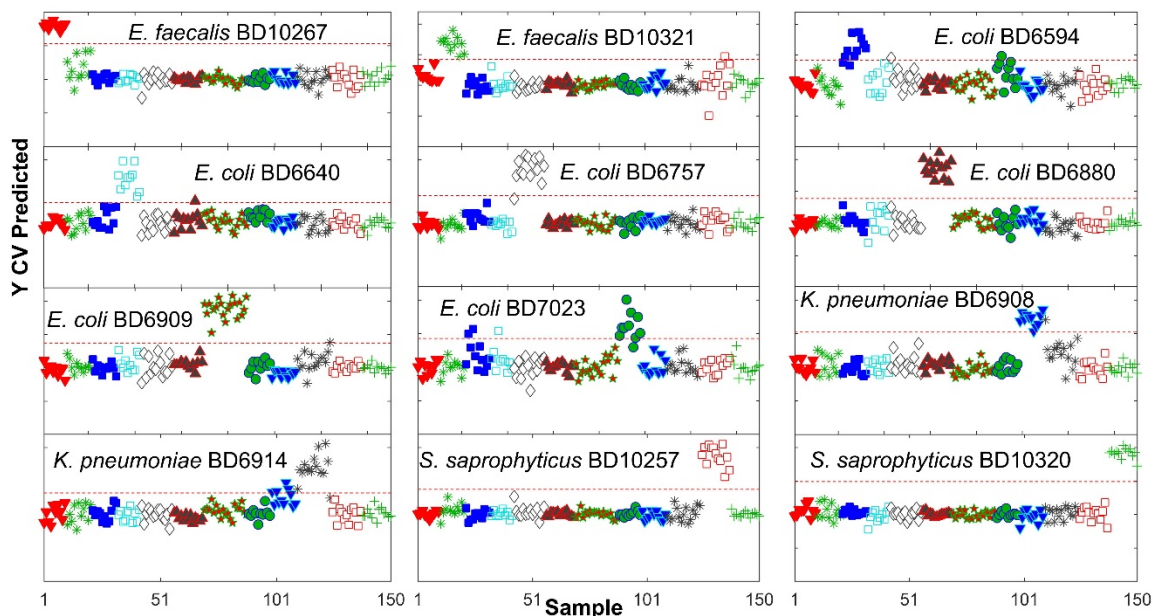 E. faecalis BD10267
E. faecalis BD10321
E. coli BD6594
E. coli BD6640
E. coli BD6757
E. coli BD6880
E. coli BD6909
E. coli BD7023
K. pneumoniae BD6908
K. pneumoniae BD6914
S. saprophyticus BD10257
S. saprophyticus BD10320
Y CV Predicted
1 51 101 150
1 51 101 150
1 51 101 150
Sample